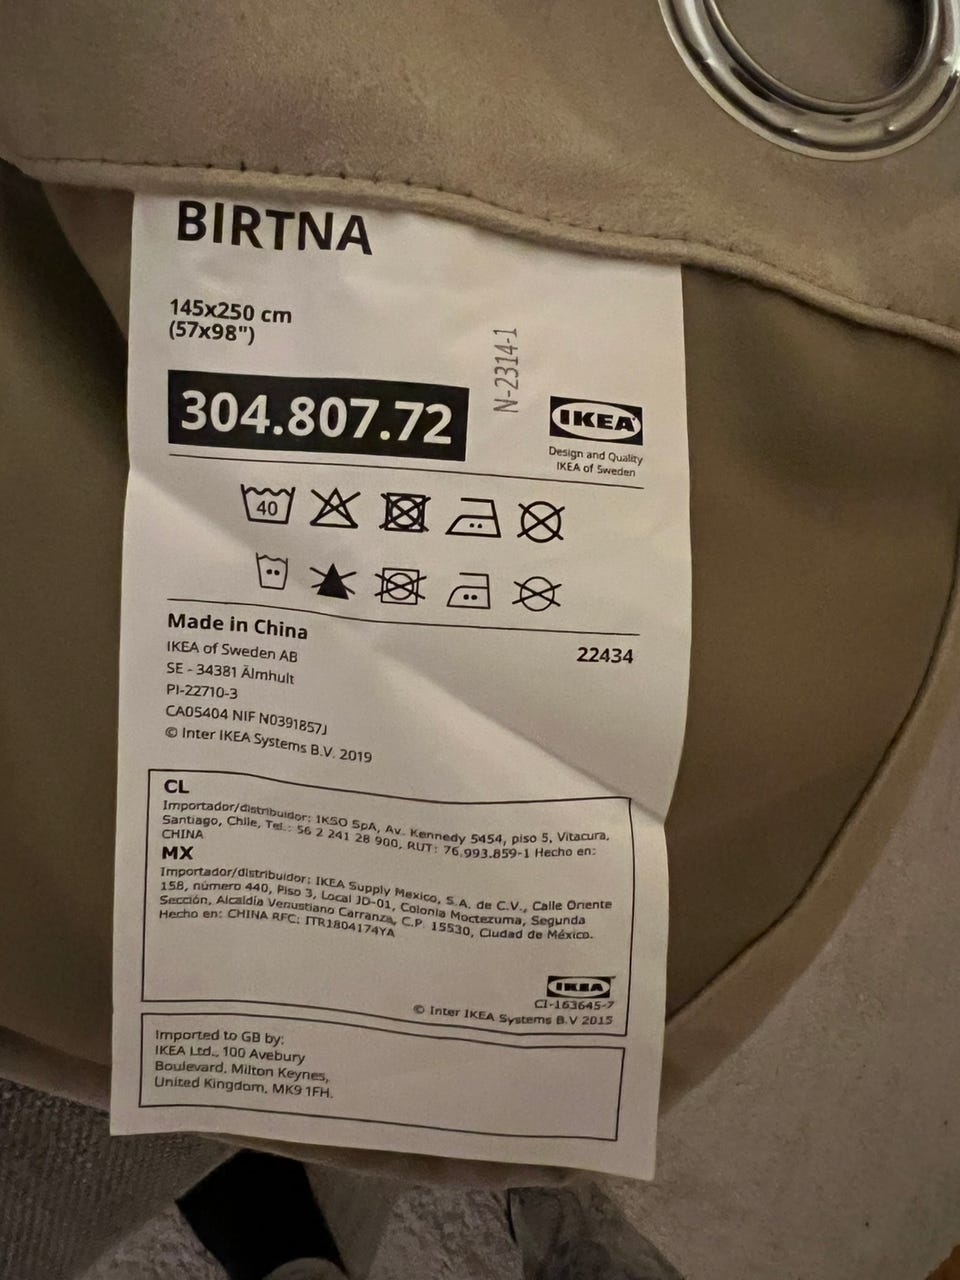 BIRTNA
145x250 cm
(57x98")
N-2314-1
304.807.72
IKEA
Design and Quality
IKEA of Sweden
40
Made in China
22434
IKEA of Sweden AB
SE - 34381 Älmhult
PI-22710-3
CA05404 NIF N0391857J
© Inter IKEA Systems B.V. 2019
CL
Importador/distribuidor: IKSO SpA, Av. Kennedy 5454, piso 5, Vitacura,
Santiago, Chile, Tel.: 56 2 241 28 900, RUT: 76.993.859-1 Hecho en:
CHINA
MX
Importador/distribuidor: IKEA Supply Mexico, S.A. de C.V., Calle Oriente
158, número 440, Piso 3, Local JD-01, Colonia Moctezuma, Segunda
Sección, Alcaldía Venustiano Carranza, C.P. 15530, Ciudad de México.
Hecho en: CHINA RFC: ITR1804174YA
IKEA
CI-163645-7
© Inter IKEA Systems B.V 2015
Imported to GB by:
IKEA Ltd., 100 Avebury
Boulevard, Milton Keynes,
United Kingdom, MK9 1FH.